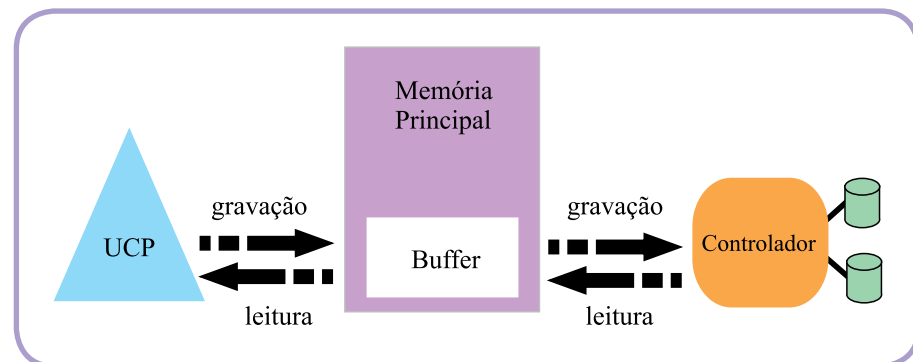 Memória
Principal
gravação
gravação
UCP
Buffer
Controlador
leitura
leitura